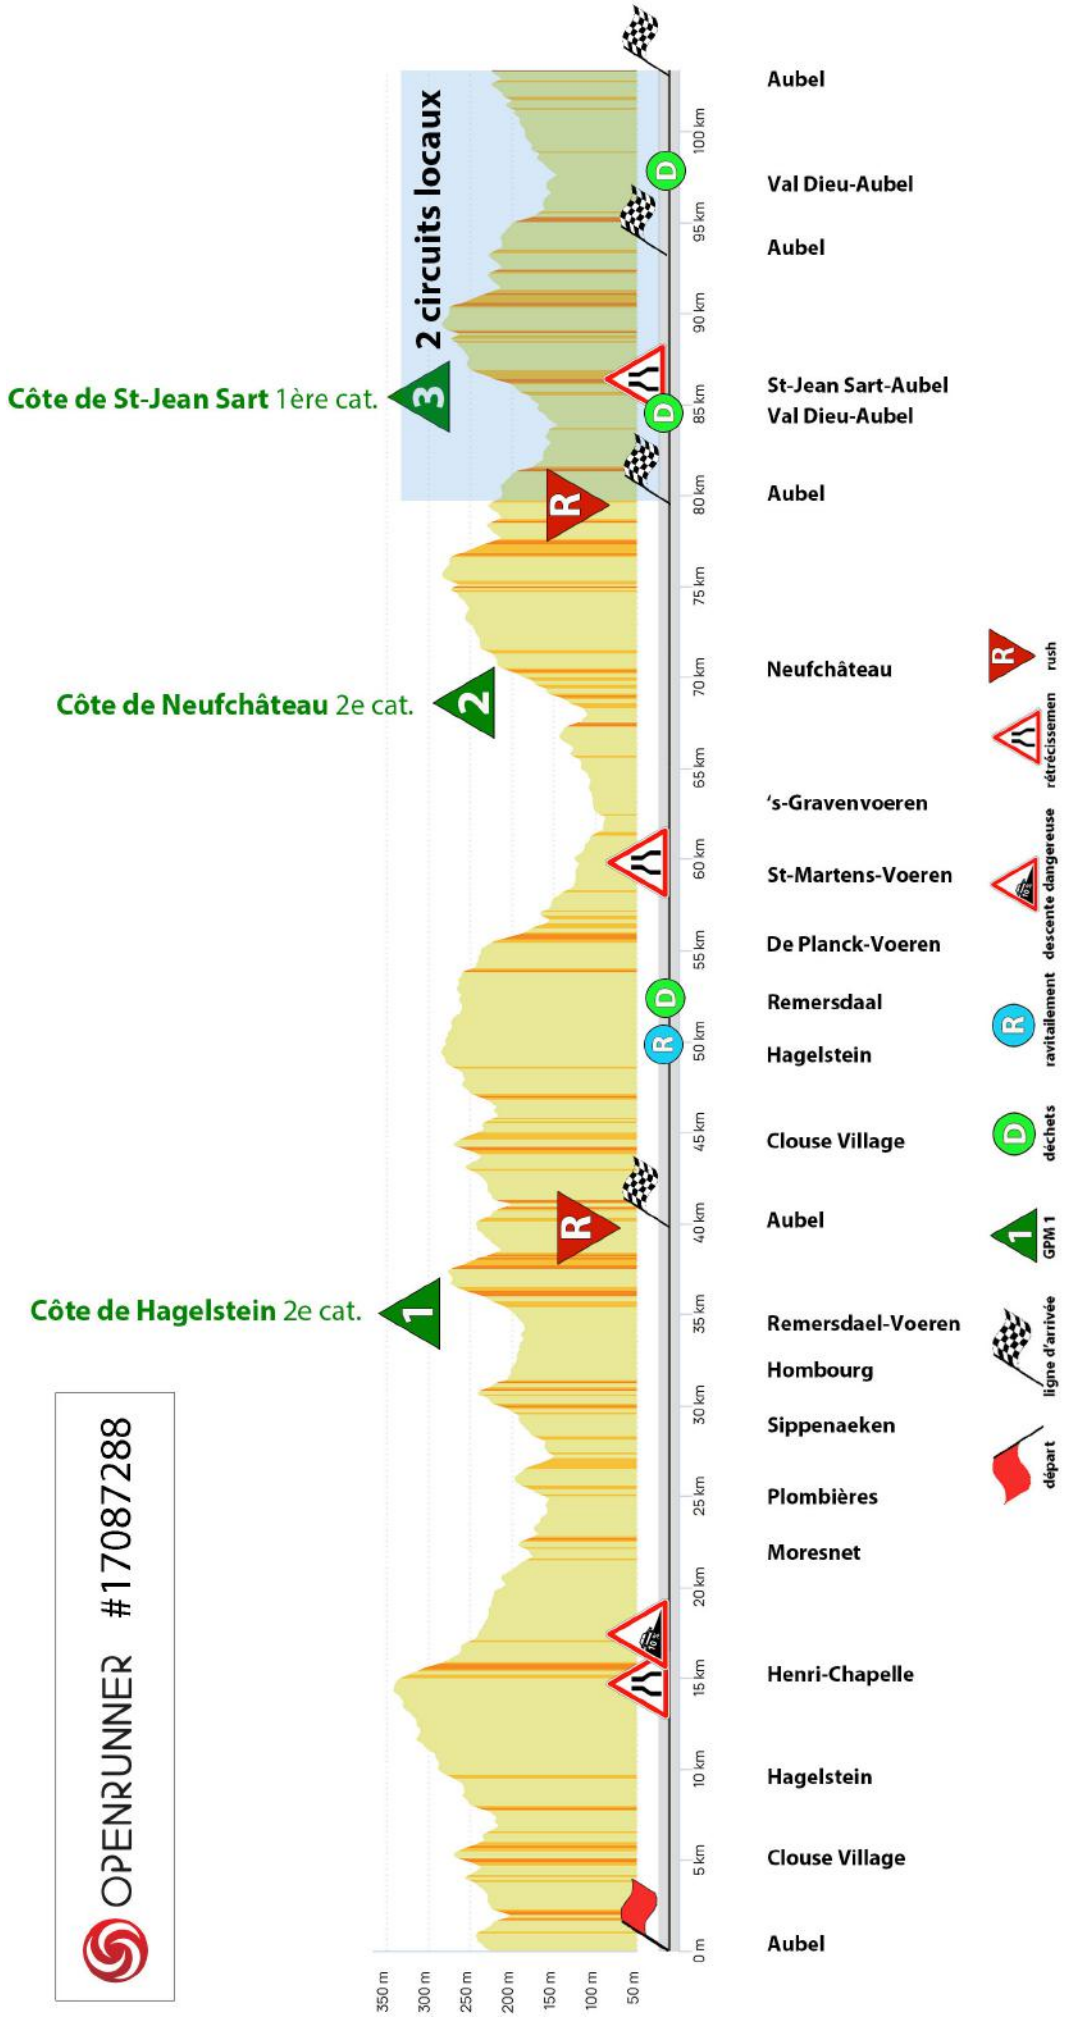 Aubel
Val Dieu-Aubel
Aubel
St-Jean Sart-Aubel
Val Dieu-Aubel
Aubel
Neufchâteau
's-Gravenvoeren
St-Martens-Voeren
De Planck-Voeren
Remersdaal
Hagelstein
Clouse Village
Aubel
Remersdael-Voeren
Hombourg
Sippenaeken
Plombières
Moresnet
Henri-Chapelle
Hagelstein
Clouse Village
Aubel
Côte de St-Jean Sart 1ère cat.
Côte de Neufchâteau 2e cat.
Côte de Hagelstein 2e cat.
OPENRUNNER #17087288
2 circuits locaux
3
2
1
R
R
D
D
D
R
10%
350 m
300 m
250 m
200 m
150 m
100 m
50 m
0 m
5 km
10 km
15 km
20 km
25 km
30 km
35 km
40 km
45 km
50 km
55 km
60 km
65 km
70 km
75 km
80 km
85 km
90 km
95 km
100 km
départ
ligne d'arrivée
1
GPM 1
D
déchets
R
ravitailement
10%
descente dangereuse
rétrécissemen
R
rush